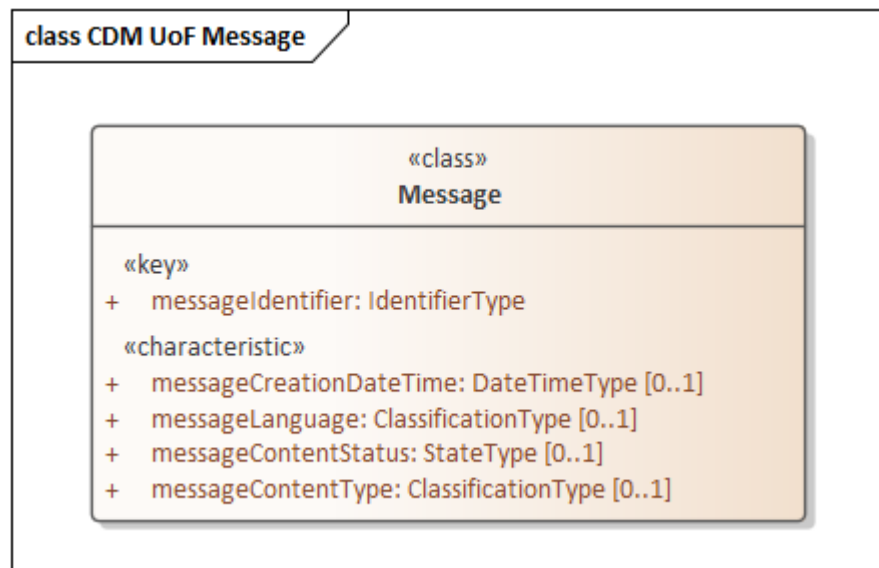 class CDM UoF Message
«class»
Message
«key»
+ messageIdentifier: IdentifierType
«characteristic»
+ messageCreationDateTime: DateTimeType [0..1]
+ messageLanguage: ClassificationType [0..1]
+ messageContentStatus: StateType [0..1]
+ messageContentType: ClassificationType [0..1]